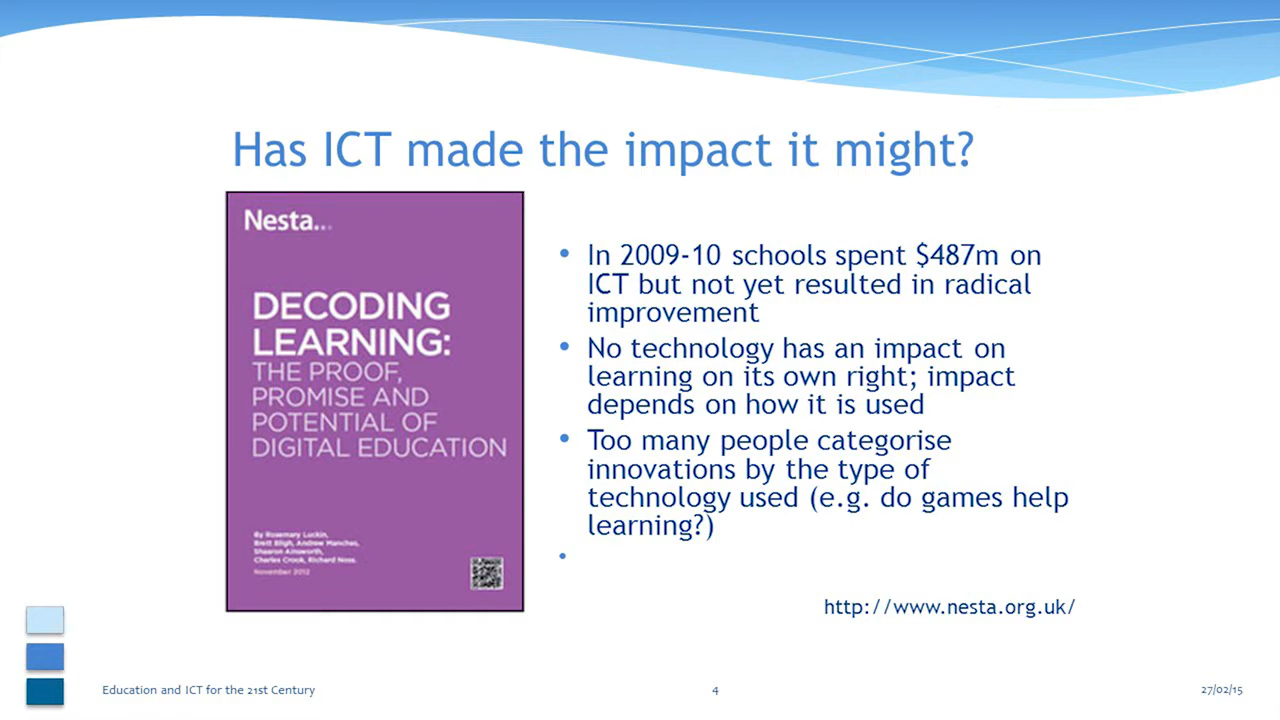 Has ICT made the impact it might?
Nesta...
DECODING
LEARNING:
THE PROOF,
PROMISE AND
POTENTIAL OF
DIGITAL EDUCATION
By Rosemary Luckin,
Brett Bligh, Andrew Manches,
Shaaron Ainsworth,
Charles Crook, Richard Noss.
November 2012
• In 2009-10 schools spent $487m on
ICT but not yet resulted in radical
improvement
• No technology has an impact on
learning on its own right; impact
depends on how it is used
• Too many people categorise
innovations by the type of
technology used (e.g. do games help
learning?)
•
http://www.nesta.org.uk/
Education and ICT for the 21st Century
4
27/02/15